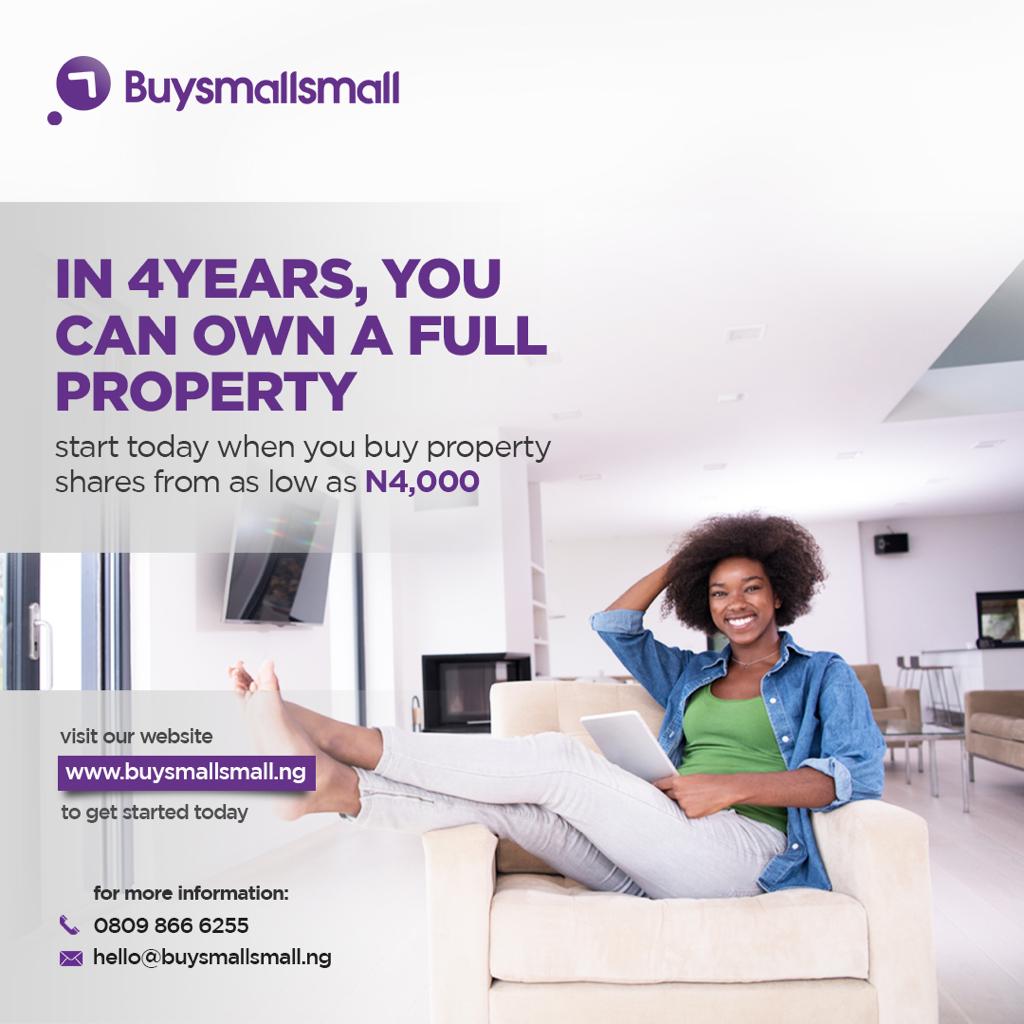 Buysmallsmall
IN 4YEARS, YOU
CAN OWN A FULL
PROPERTY
start today when you buy property
shares from as low as N4,000
visit our website
www.buysmallsmall.ng
to get started today
for more information:
0809 866 6255
hello@buysmallsmall.ng